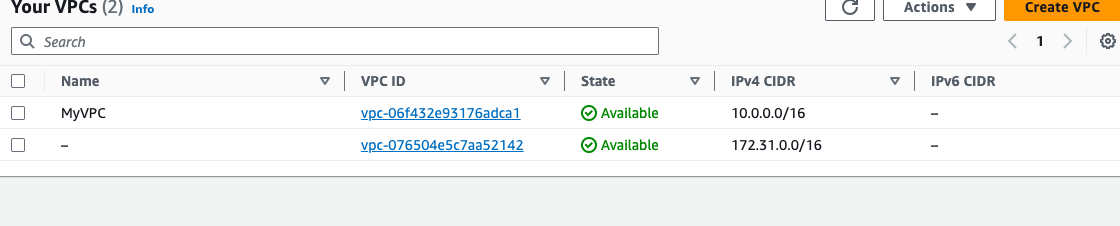 Your VPCs (2) Info
Actions
Create VPC
Search
1
Name VPC ID State IPv4 CIDR IPv6 CIDR
MyVPC vpc-06f432e93176adca1 Available 10.0.0.0/16 –
– vpc-076504e5c7aa52142 Available 172.31.0.0/16 –